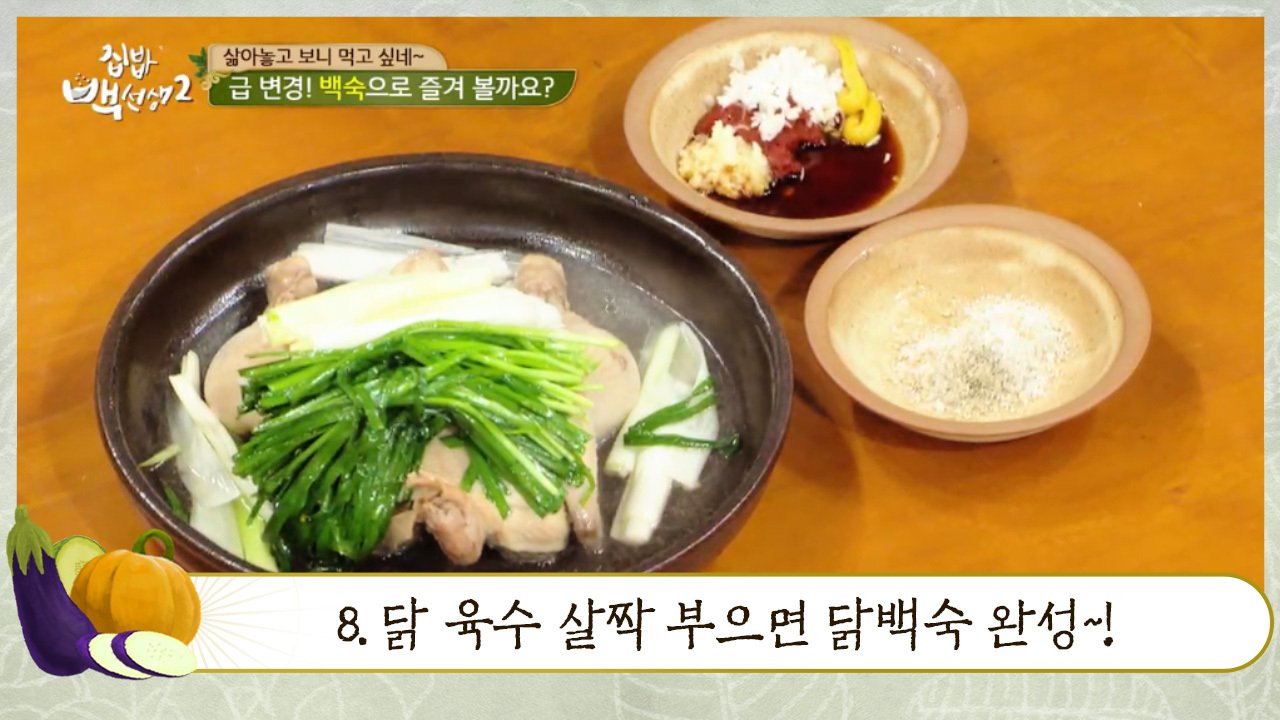 집밥
백선생2
삶아놓고 보니 먹고 싶네~
급 변경! 백숙으로 즐겨 볼까요?
8. 닭 육수 살짝 부으면 닭백숙 완성~!